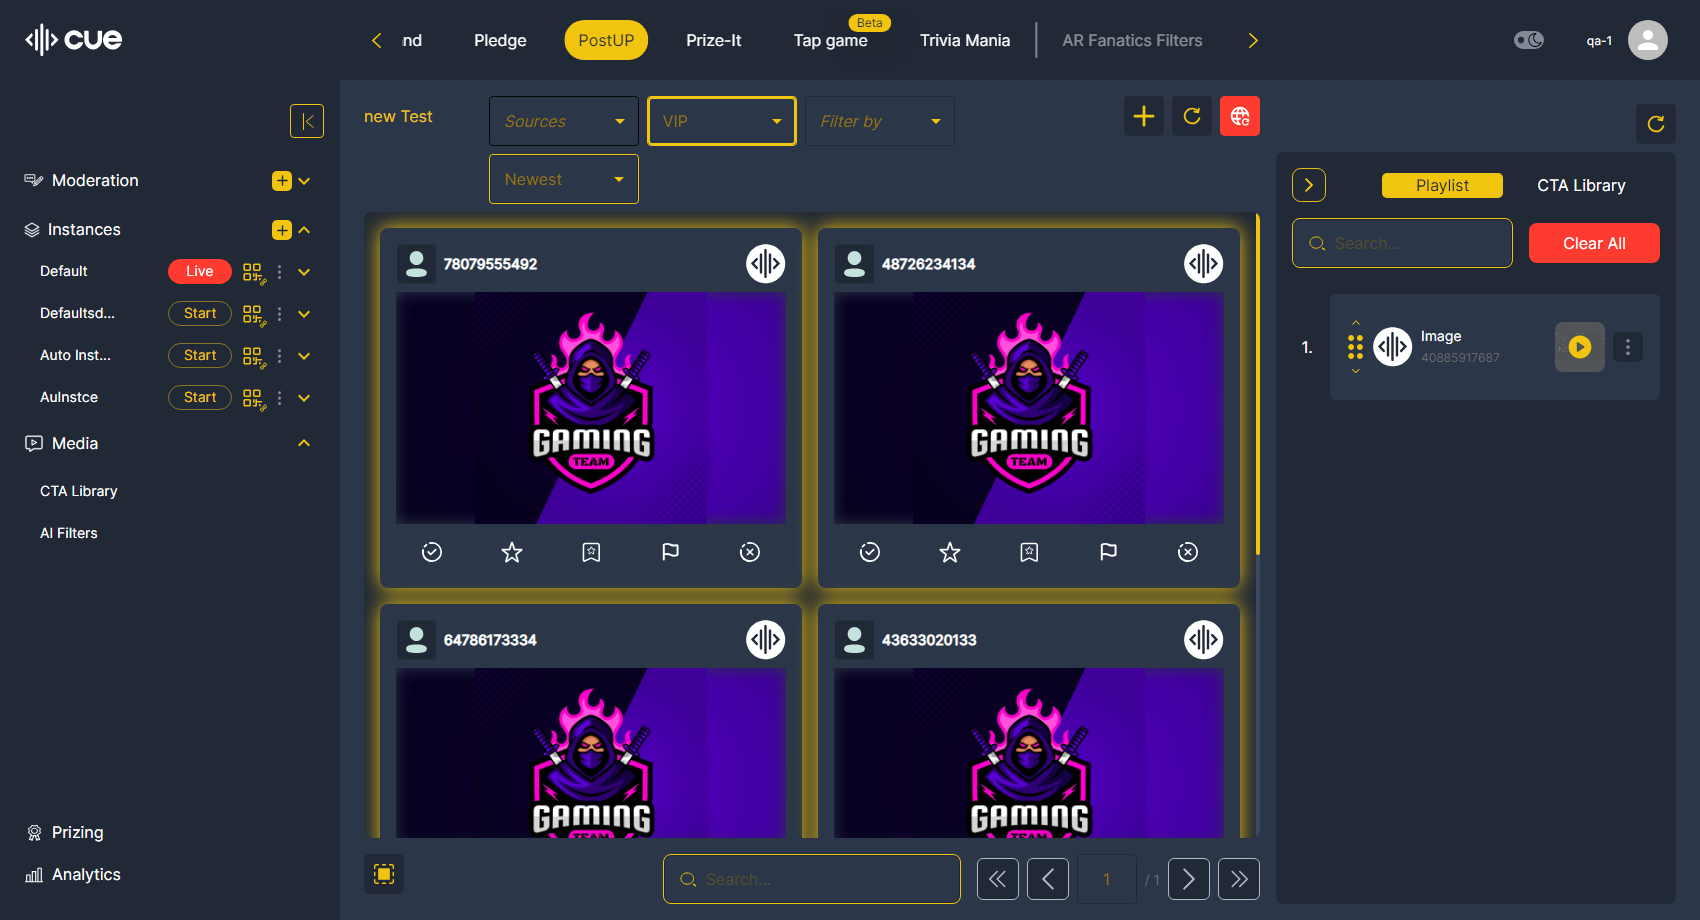 cue
nd
Pledge
PostUP
Prize-It
Tap game
Beta
Trivia Mania
AR Fanatics Filters
qa-1
Moderation
Instances
Default
Live
Defaultsd...
Start
Auto Inst...
Start
AuInstce
Start
Media
CTA Library
AI Filters
Prizing
Analytics
new Test
Sources
VIP
Filter by
Newest
78079555492
GAMING
TEAM
48726234134
GAMING
TEAM
64786173334
GAMING
TEAM
43633020133
GAMING
TEAM
Search...
1
/ 1
Playlist
CTA Library
Search...
Clear All
1.
Image
40885917687